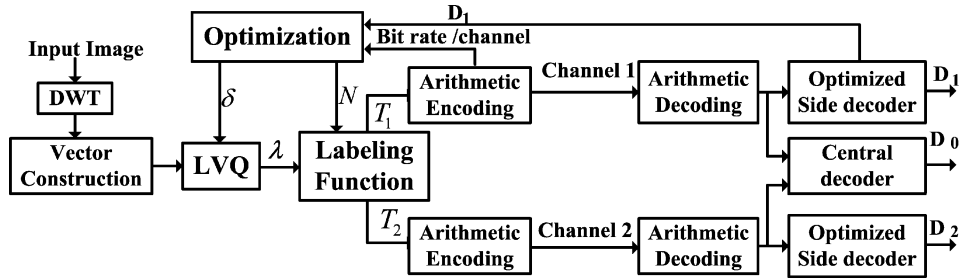 D1
Optimization
Bit rate /channel
Input Image
DWT
δ
N
T1
Arithmetic
Encoding
Channel 1
Arithmetic
Decoding
Optimized
Side decoder
D1
Vector
Construction
LVQ
λ
Labeling
Function
Central
decoder
D0
T2
Arithmetic
Encoding
Channel 2
Arithmetic
Decoding
Optimized
Side decoder
D2